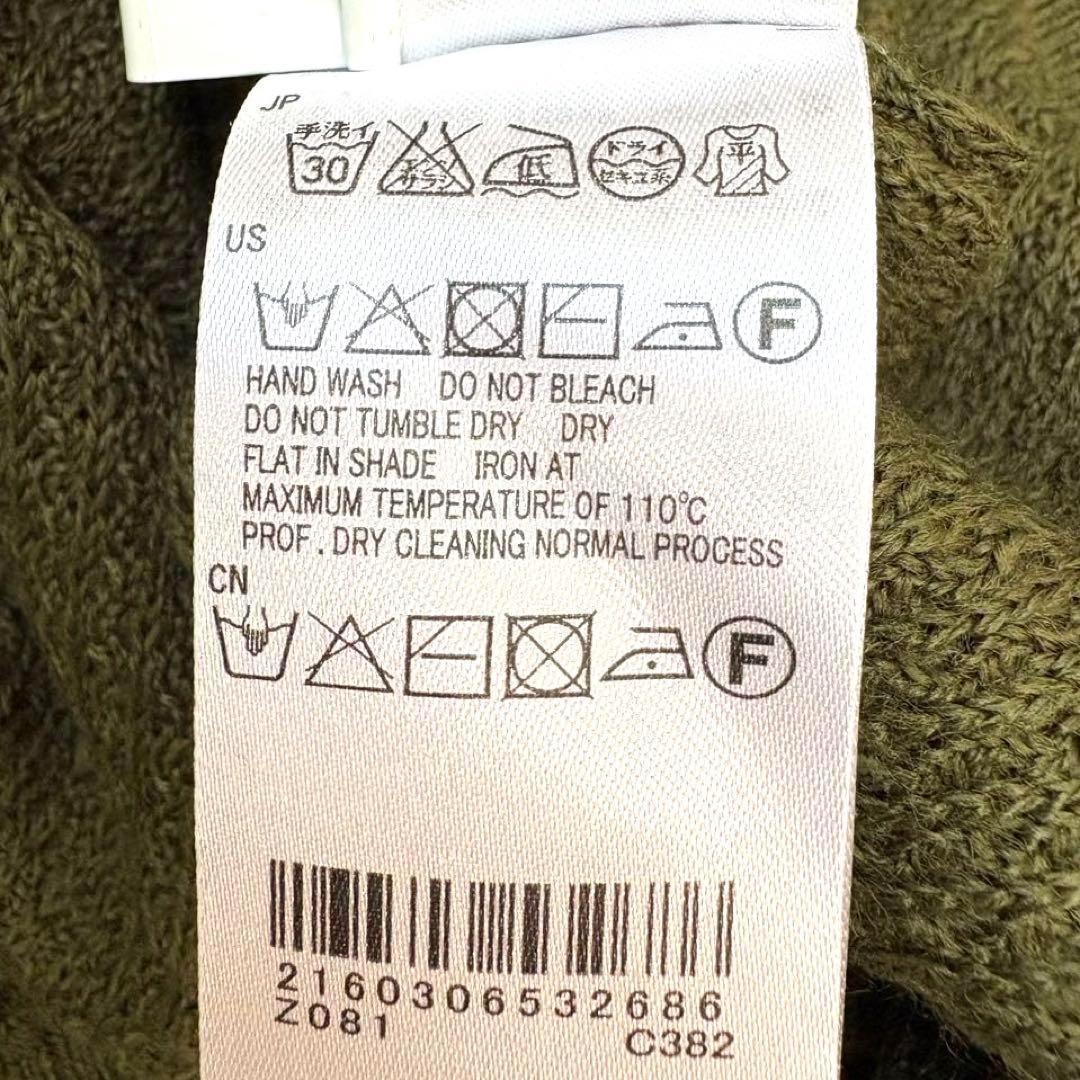 JP
手洗イ
30
エンソ
サラシ
低
ドライ
セキユ系
平
US
F
HAND WASH DO NOT BLEACH
DO NOT TUMBLE DRY DRY
FLAT IN SHADE IRON AT
MAXIMUM TEMPERATURE OF 110℃
PROF. DRY CLEANING NORMAL PROCESS
CN
F
2160306532686
Z081
C382